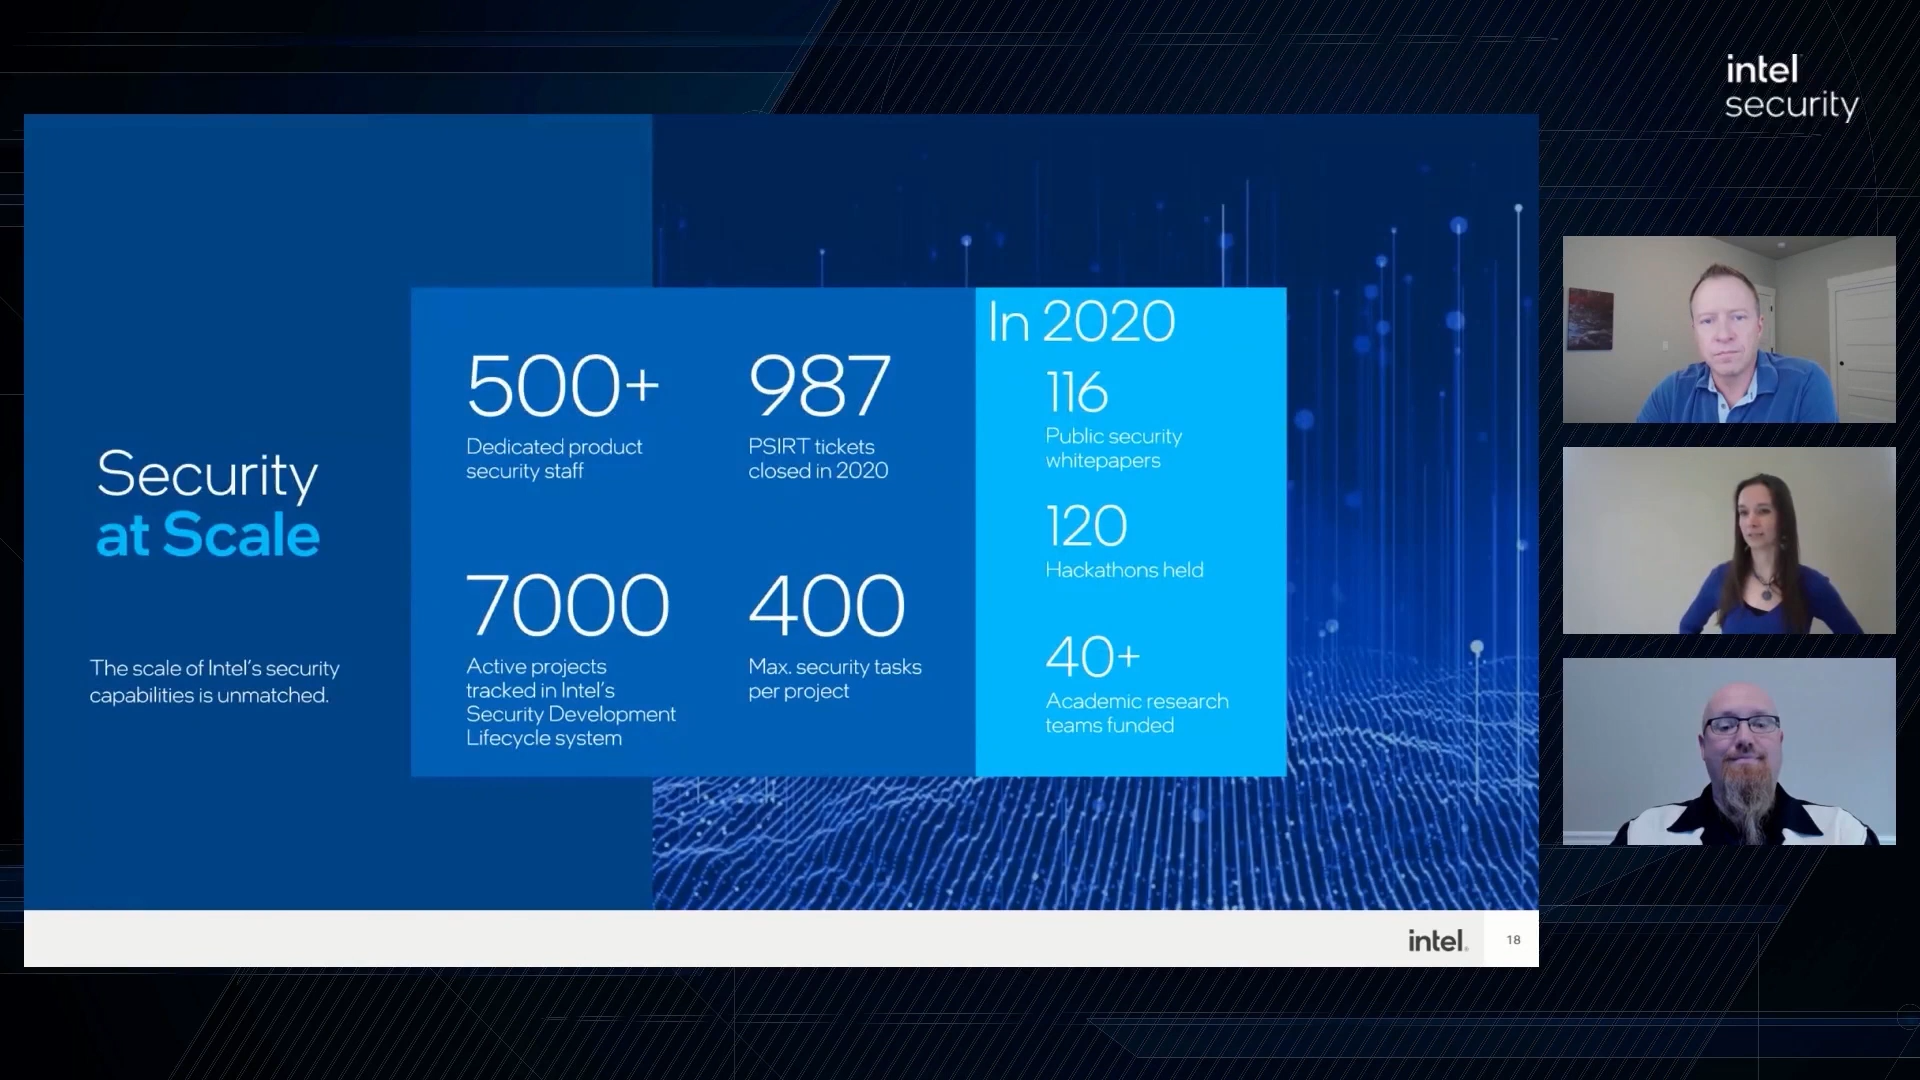 intel
security
Security
at Scale
The scale of Intel's security
capabilities is unmatched.
500+
Dedicated product
security staff
987
PSIRT tickets
closed in 2020
7000
Active projects
tracked in Intel's
Security Development
Lifecycle system
400
Max. security tasks
per project
In 2020
116
Public security
whitepapers
120
Hackathons held
40+
Academic research
teams funded
intel.
18